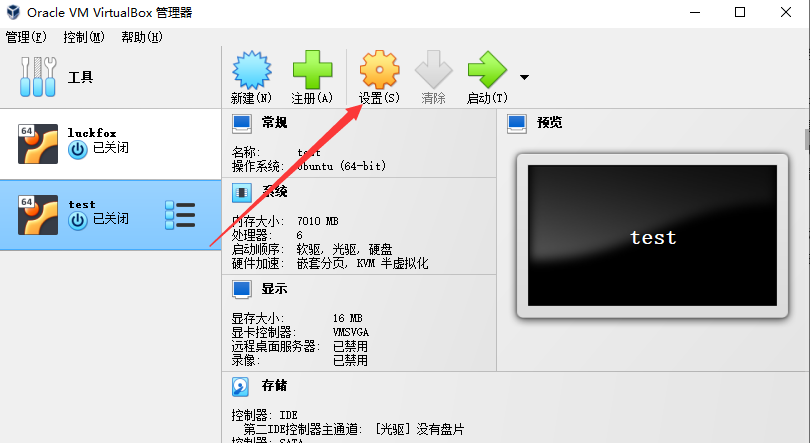 Oracle VM VirtualBox 管理器
管理(F) 控制(M) 帮助(H)
工具
新建(N) 注册(A) 设置(S) 清除 启动(T)
64 luckfox
已关闭
64 test
已关闭
常规
名称: test
操作系统: Ubuntu (64-bit)
系统
内存大小: 7010 MB
处理器: 6
启动顺序: 软驱, 光驱, 硬盘
硬件加速: 嵌套分页, KVM 半虚拟化
显示
显存大小: 16 MB
显卡控制器: VMSVGA
远程桌面服务器: 已禁用
录像: 已禁用
存储
控制器: IDE
第二IDE控制器主通道: [光驱] 没有盘片
控制器: SATA
预览
test